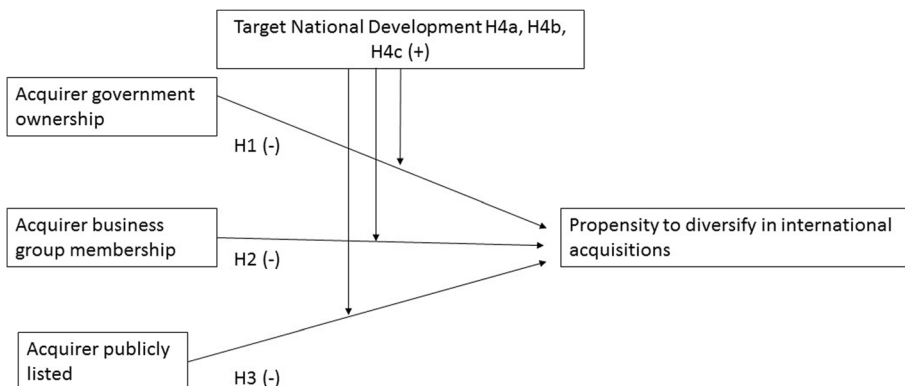 Target National Development H4a, H4b,
H4c (+)
Acquirer government
ownership
H1 (-)
Acquirer business
group membership
Propensity to diversify in international
acquisitions
H2 (-)
Acquirer publicly
listed
H3 (-)